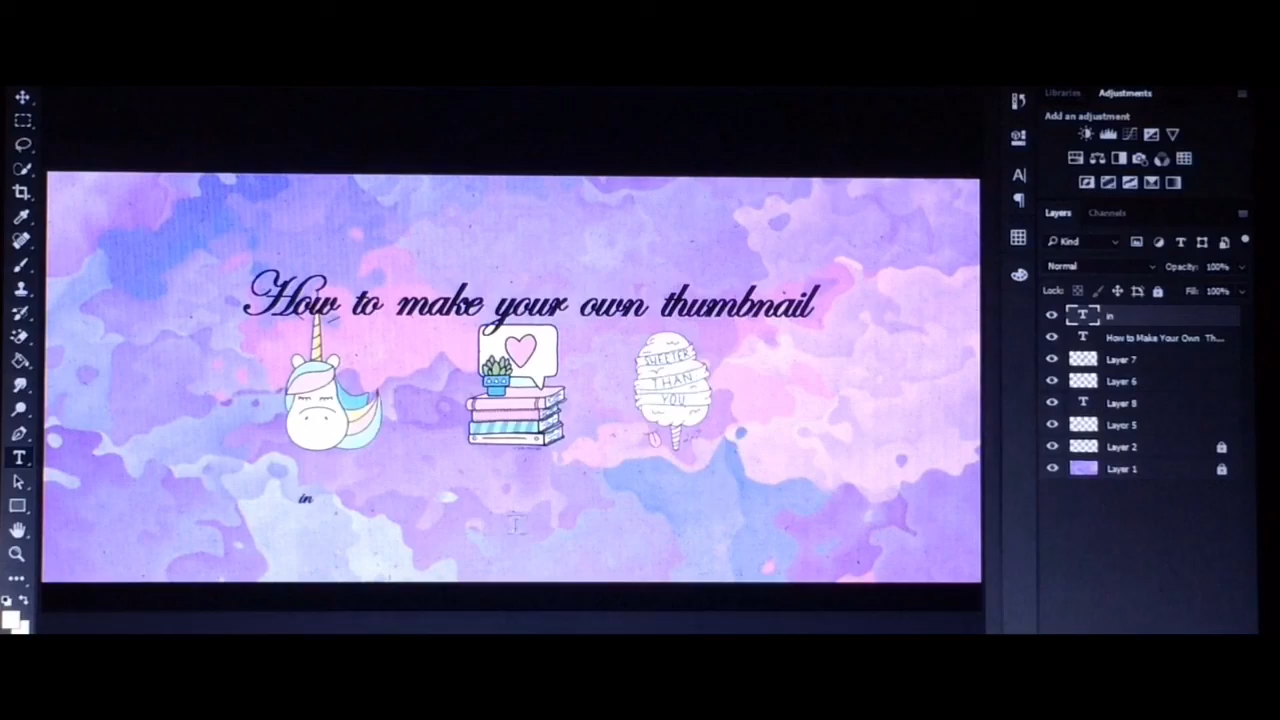 Libraries Adjustments
Add an adjustment
Layers Channels
Kind
Normal Opacity: 100%
Lock: Fill: 100%
in
How to Make Your Own Th...
Layer 7
Layer 6
Layer 8
Layer 5
Layer 2
Layer 1
How to make your own thumbnail
SWEETER
THAN
YOU
in